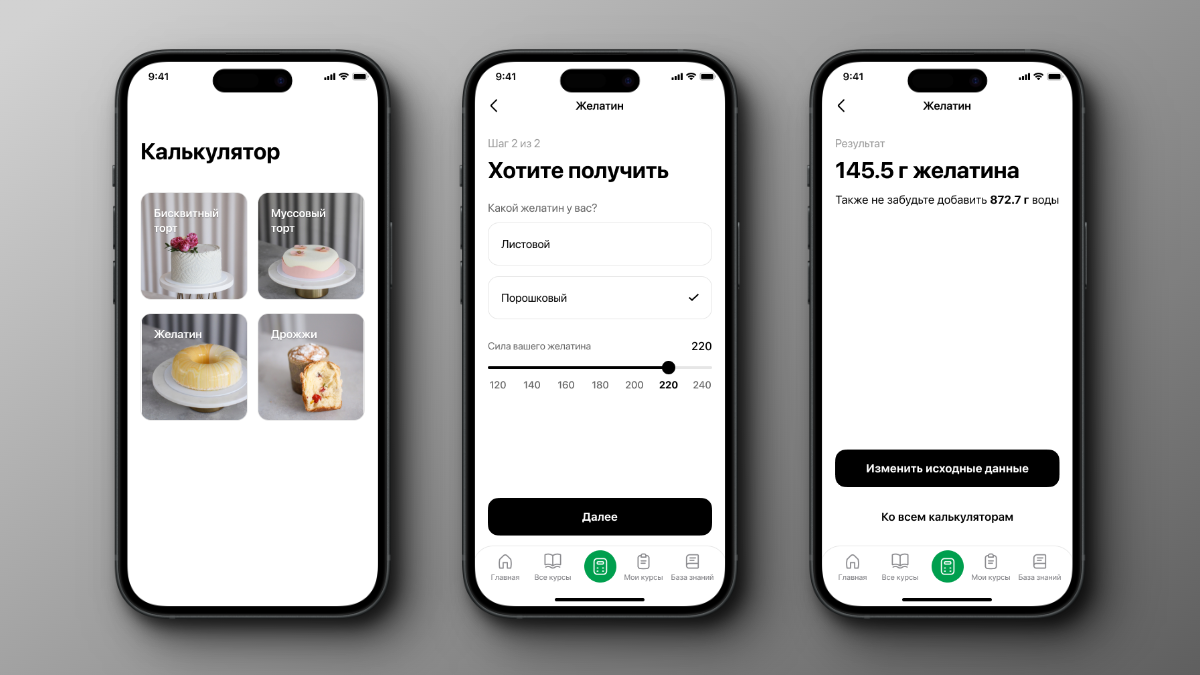 9:41
Калькулятор
Бисквитный
торт
Муссовый
торт
Желатин
Дрожжи
9:41
Желатин
Шаг 2 из 2
Хотите получить
Какой желатин у вас?
Листовой
Порошковый
Сила вашего желатина
220
120 140 160 180 200 220 240
Далее
Главная Все курсы Мои курсы База знаний
9:41
Желатин
Результат
145.5 г желатина
Также не забудьте добавить 872.7 г воды
Изменить исходные данные
Ко всем калькуляторам
Главная Все курсы Мои курсы База знаний